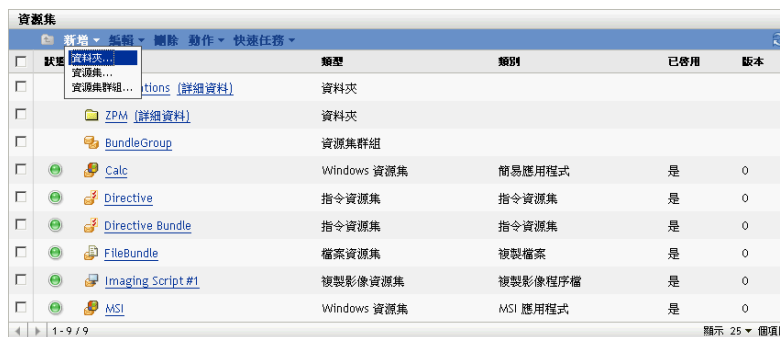 資源集
新增 編輯 刪除 動作 快速任務
資料夾...
資源集...
資源集群組...
狀態 類型 類別 已啟用 版本
tions (詳細資料) 資料夾
ZPM (詳細資料) 資料夾
BundleGroup 資源集群組
Calc Windows 資源集 簡易應用程式 是 0
Directive 指令資源集 指令資源集 是 0
Directive Bundle 指令資源集 指令資源集 是 0
FileBundle 檔案資源集 複製檔案 是 0
Imaging Script #1 複製影像資源集 複製影像程序檔 是 0
MSI Windows 資源集 MSI 應用程式 是 0
1 - 9 / 9 顯示 25 個項